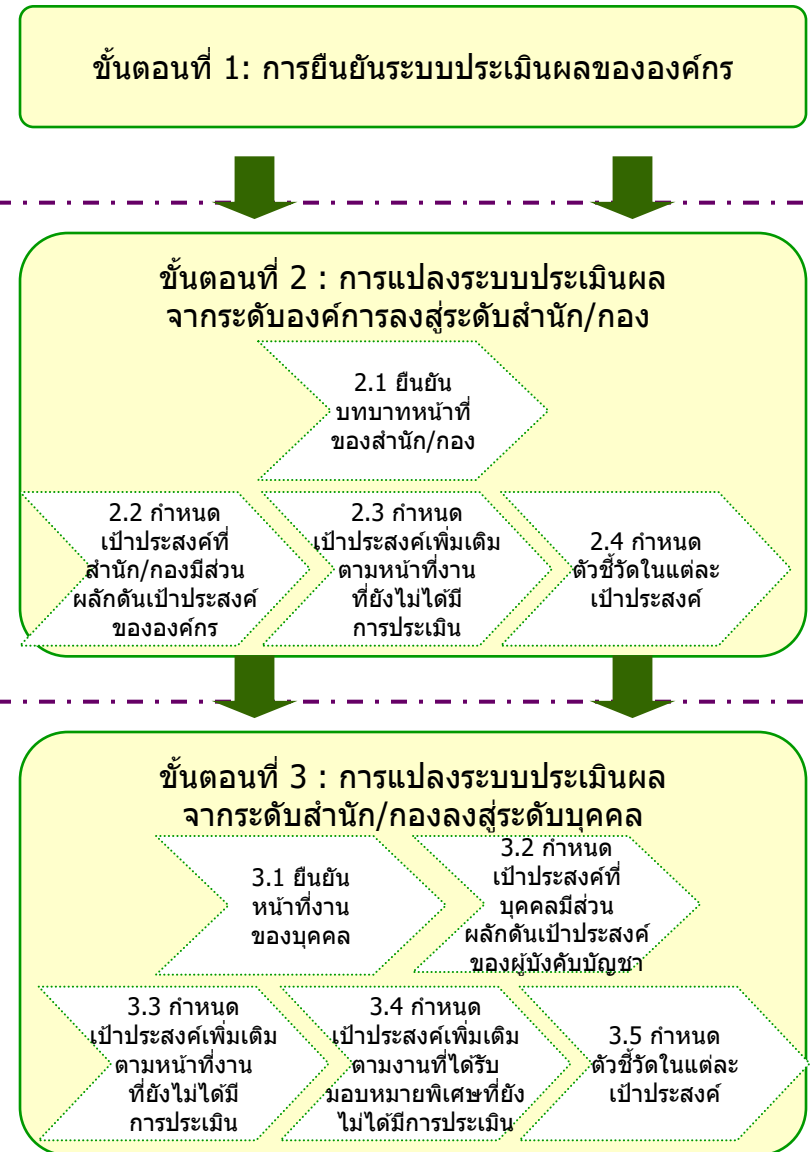 ขั้นตอนที่ 1: การยืนยันระบบประเมินผลขององค์กร
ขั้นตอนที่ 2 : การแปลงระบบประเมินผล
จากระดับองค์การลงสู่ระดับสำนัก/กอง
2.1 ยืนยัน
บทบาทหน้าที่
ของสำนัก/กอง
2.2 กำหนด
เป้าประสงค์ที่
สำนัก/กองมีส่วน
ผลักดันเป้าประสงค์
ขององค์กร
2.3 กำหนด
เป้าประสงค์เพิ่มเติม
ตามหน้าที่งาน
ที่ยังไม่ได้มี
การประเมิน
2.4 กำหนด
ตัวชี้วัดในแต่ละ
เป้าประสงค์
ขั้นตอนที่ 3 : การแปลงระบบประเมินผล
จากระดับสำนัก/กองลงสู่ระดับบุคคล
3.1 ยืนยัน
หน้าที่งาน
ของบุคคล
3.2 กำหนด
เป้าประสงค์ที่
บุคคลมีส่วน
ผลักดันเป้าประสงค์
ของผู้บังคับบัญชา
3.3 กำหนด
เป้าประสงค์เพิ่มเติม
ตามหน้าที่งาน
ที่ยังไม่ได้มี
การประเมิน
3.4 กำหนด
เป้าประสงค์เพิ่มเติม
ตามงานที่ได้รับ
มอบหมายพิเศษที่ยัง
ไม่ได้มีการประเมิน
3.5 กำหนด
ตัวชี้วัดในแต่ละ
เป้าประสงค์